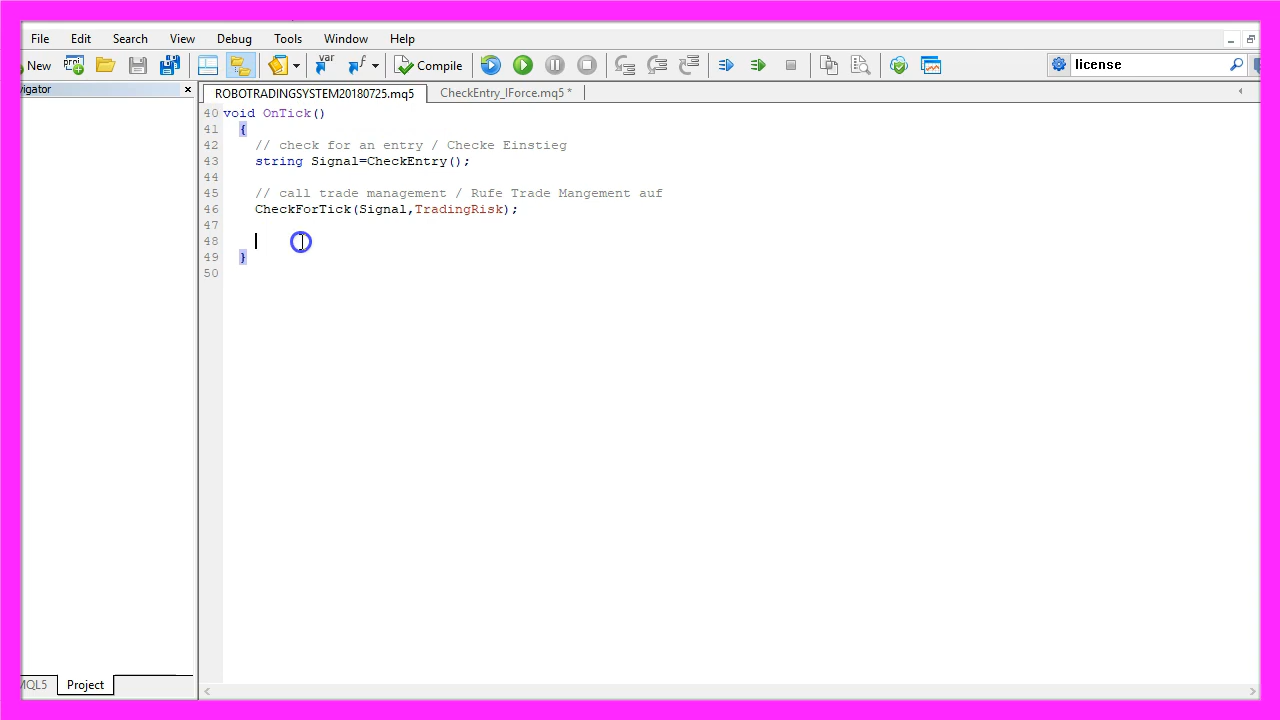 File Edit Search View Debug Tools Window Help
New Compile license
vigator
ROBOTRADINGSYSTEM20180725.mq5 CheckEntry_IForce.mq5 *
40 void OnTick()
41 {
42 // check for an entry / Checke Einstieg
43 string Signal=CheckEntry();
44
45 // call trade management / Rufe Trade Mangement auf
46 CheckForTick(Signal,TradingRisk);
47
48
49 }
50
MQL5 Project